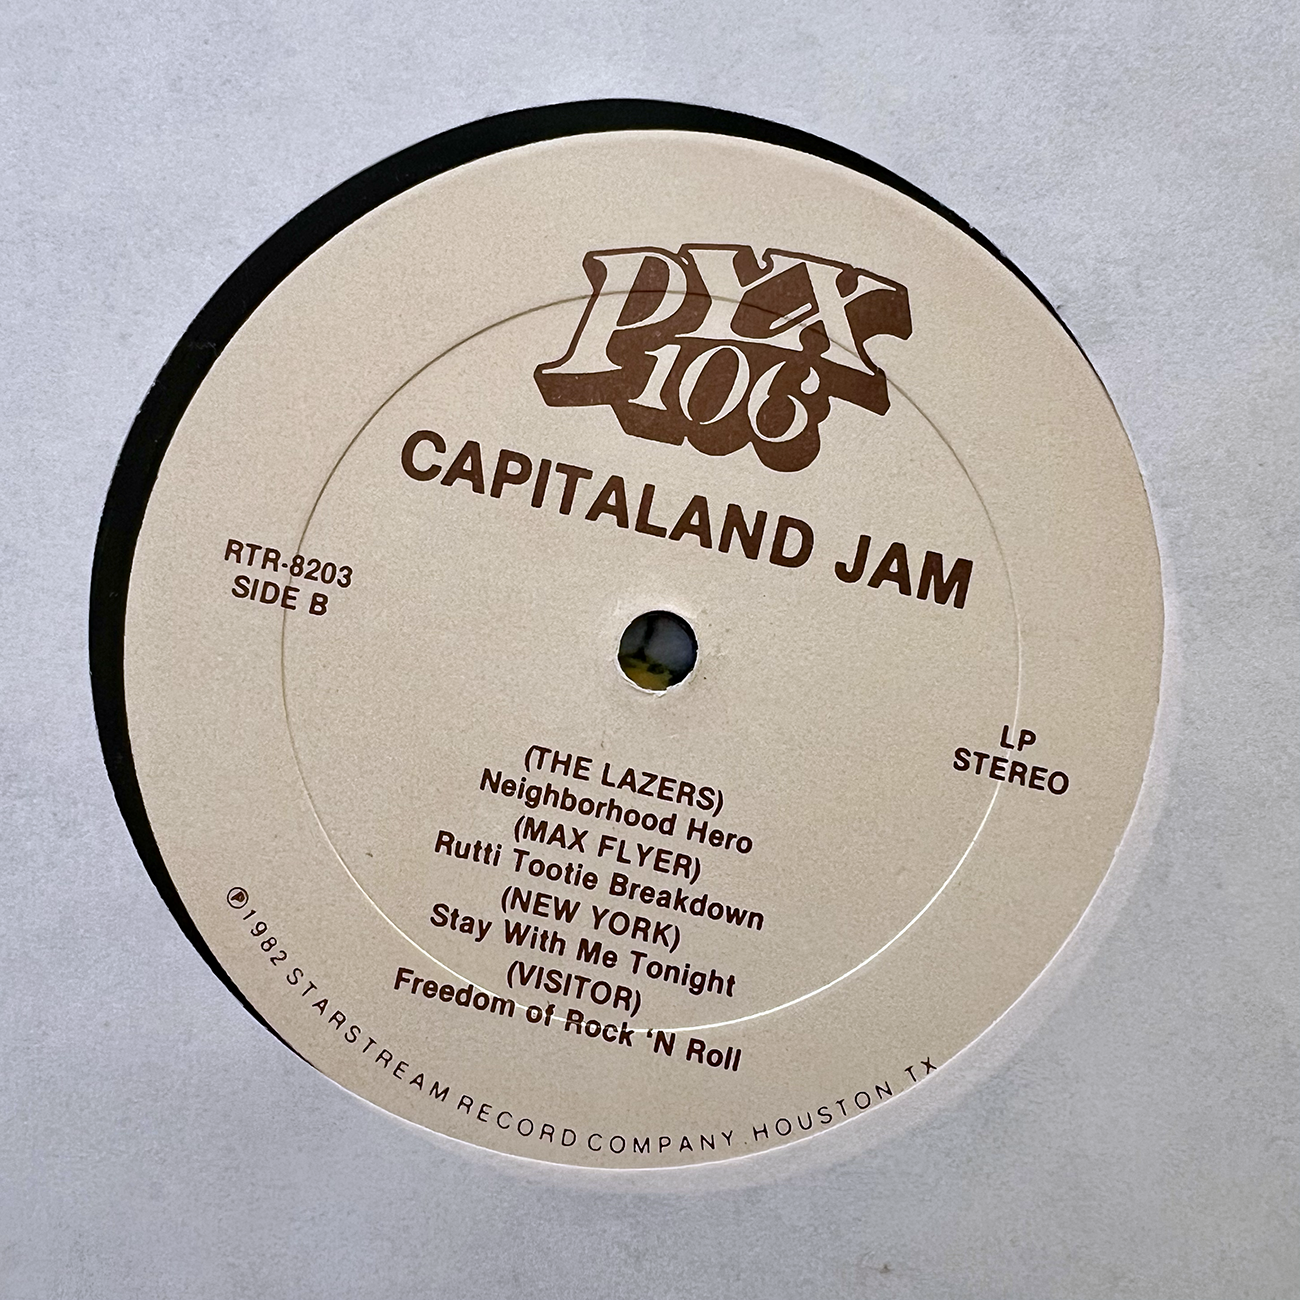 PYX
106
CAPITALAND JAM
RTR-8203
SIDE B
LP
STEREO
(THE LAZERS)
Neighborhood Hero
(MAX FLYER)
Rutti Tootie Breakdown
(NEW YORK)
Stay With Me Tonight
(VISITOR)
Freedom of Rock ‘N Roll
℗1982 STARSTREAM RECORD COMPANY. HOUSTON, TX